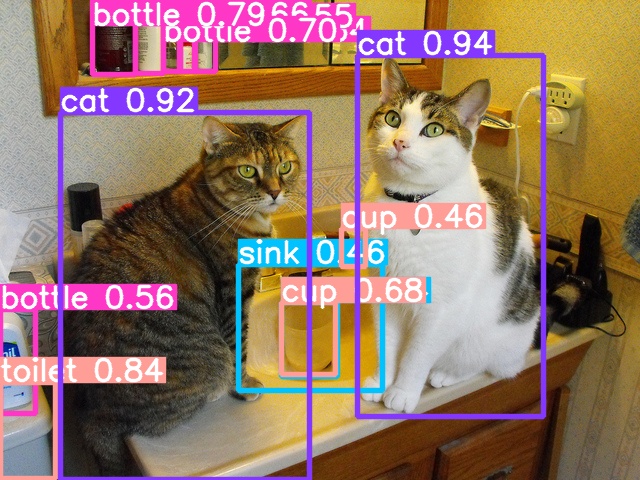 bottle 0.79
bottle 0.70
cat 0.94
cat 0.92
cup 0.46
sink 0.46
cup 0.68
bottle 0.56
toilet 0.84